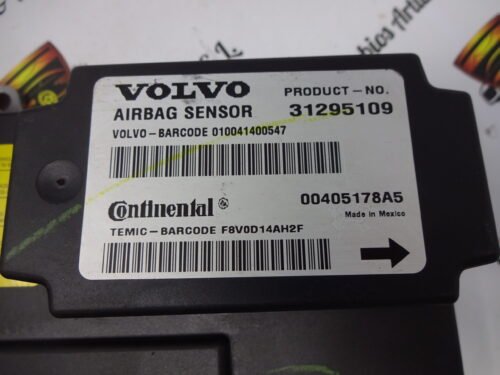 VOLVO
PRODUCT-NO.
AIRBAG SENSOR 31295109
VOLVO-BARCODE 010041400547
Continental 00405178A5
Made in Mexico
TEMIC-BARCODE F8V0D14AH2F